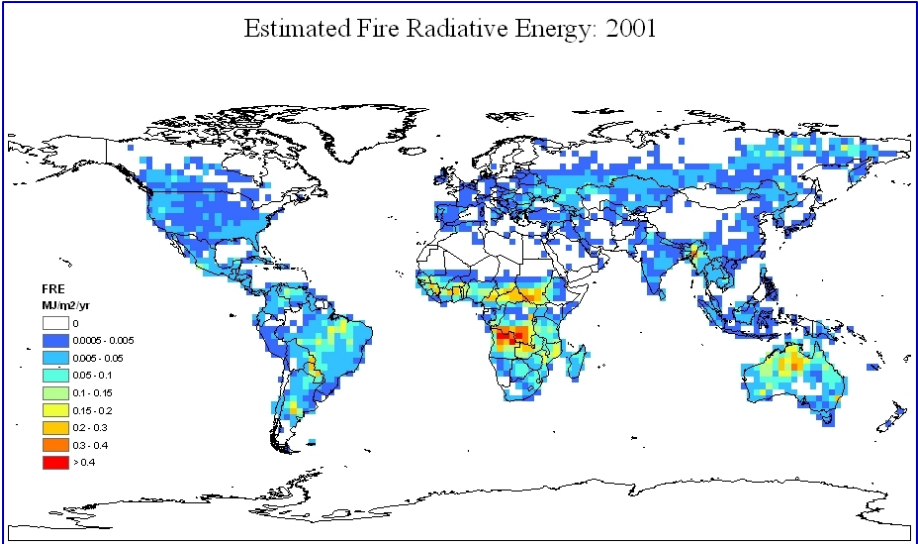 Estimated Fire Radiative Energy: 2001
FRE
MJ/m2/yr
0
0.0005 - 0.005
0.005 - 0.05
0.05 - 0.1
0.1 - 0.15
0.15 - 0.2
0.2 - 0.3
0.3 - 0.4
> 0.4